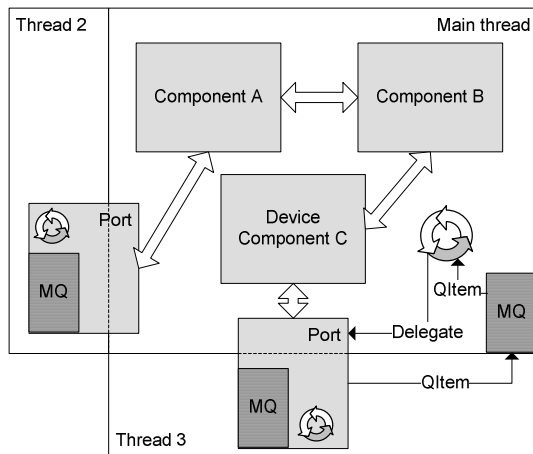 Thread 2
Main thread
Component A
Component B
Port
Device
Component C
MQ
QItem
MQ
Port
Delegate
QItem
MQ
Thread 3